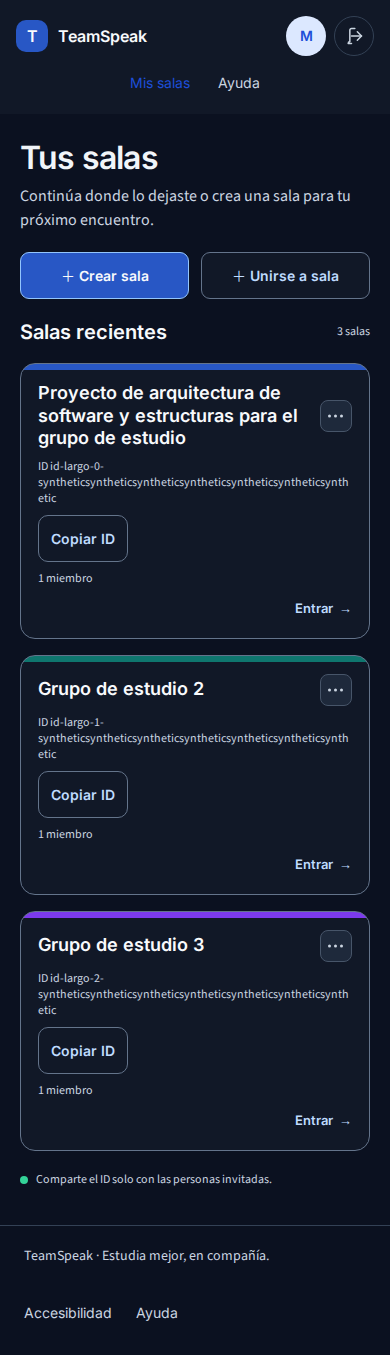 T TeamSpeak M
Mis salas Ayuda
Tus salas
Continúa donde lo dejaste o crea una sala para tu
próximo encuentro.
+ Crear sala + Unirse a sala
Salas recientes 3 salas
Proyecto de arquitectura de
software y estructuras para el
grupo de estudio
ID id-largo-0-
syntheticsyntheticsyntheticsyntheticsyntheticsyntheticsynth
etic
Copiar ID
1 miembro
Entrar →
Grupo de estudio 2
ID id-largo-1-
syntheticsyntheticsyntheticsyntheticsyntheticsyntheticsynth
etic
Copiar ID
1 miembro
Entrar →
Grupo de estudio 3
ID id-largo-2-
syntheticsyntheticsyntheticsyntheticsyntheticsyntheticsynth
etic
Copiar ID
1 miembro
Entrar →
Comparte el ID solo con las personas invitadas.
TeamSpeak · Estudia mejor, en compañía.
Accesibilidad Ayuda